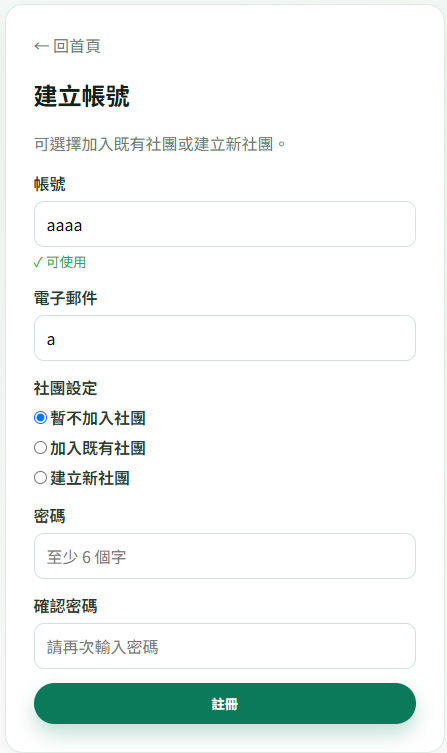 ← 回首頁
建立帳號
可選擇加入既有社團或建立新社團。
帳號
aaaa
✓ 可使用
電子郵件
a
社團設定
暫不加入社團
加入既有社團
建立新社團
密碼
至少 6 個字
確認密碼
請再次輸入密碼
註冊